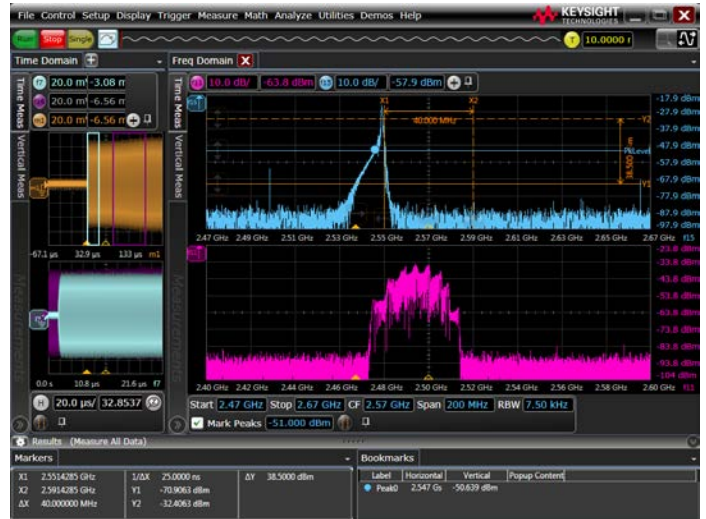 File Control Setup Display Trigger Measure Math Analyze Utilities Demos Help
KEYSIGHT
TECHNOLOGIES
Run Stop Single
T 10.0000
Time Domain
Freq Domain
Time Meas
Vertical Meas
Measurements
f7 20.0 m -3.08 m
20.0 m -6.56 m
m1 20.0 m -6.56 m
-67.1 µs 32.9 µs 133 µs m1
0.0 s 10.8 µs 21.6 µs f7
H 20.0 µs/ 32.8537
Time Meas
Vertical Meas
Measurements
f11 10.0 dB/ -63.8 dBm f15 10.0 dB/ -57.9 dBm
X1 X2
40.000 MHz
Y2
PkLevel
Y1
-17.9 dBm
-27.9 dBm
-37.9 dBm
-47.9 dBm
-57.9 dBm
-67.9 dBm
-77.9 dBm
-87.9 dBm
-97.9 dBm
2.47 GHz 2.49 GHz 2.51 GHz 2.53 GHz 2.55 GHz 2.57 GHz 2.59 GHz 2.61 GHz 2.63 GHz 2.65 GHz 2.67 GHz f15
-23.8 dBm
-33.8 dBm
-43.8 dBm
-53.8 dBm
-63.8 dBm
-73.8 dBm
-83.8 dBm
-93.8 dBm
-104 dBm
2.40 GHz 2.42 GHz 2.44 GHz 2.46 GHz 2.48 GHz 2.50 GHz 2.52 GHz 2.54 GHz 2.56 GHz 2.58 GHz 2.60 GHz f11
Start 2.47 GHz Stop 2.67 GHz CF 2.57 GHz Span 200 MHz RBW 7.50 kHz
Mark Peaks -51.000 dBm
Results (Measure All Data)
Markers
X1 2.5514285 GHz 1/ΔX 25.0000 ns ΔY 38.5000 dBm
X2 2.5914285 GHz Y1 -70.9063 dBm
ΔX 40.000000 MHz Y2 -32.4063 dBm
Bookmarks
Label Horizontal Vertical Popup Content
Peak0 2.547 Gs -50.639 dBm